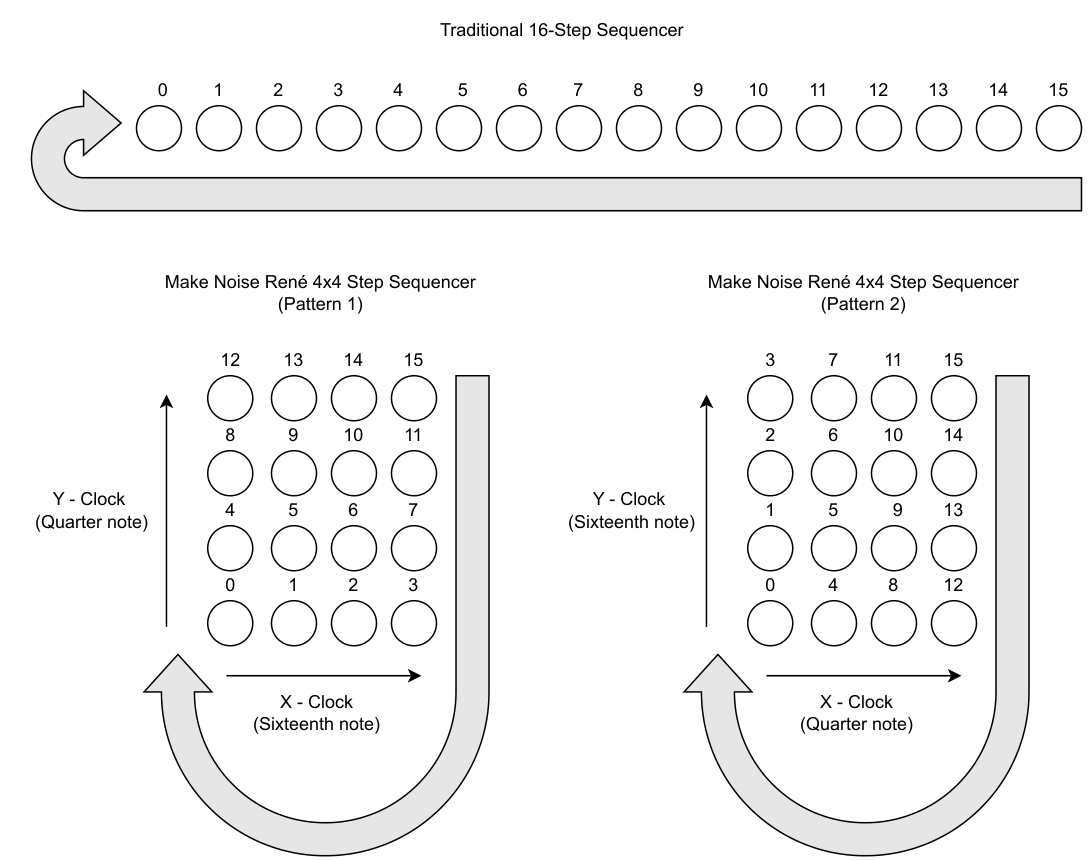 Traditional 16-Step Sequencer
0 1 2 3 4 5 6 7 8 9 10 11 12 13 14 15
Make Noise René 4x4 Step Sequencer
(Pattern 1)
12 13 14 15
8 9 10 11
Y - Clock
(Quarter note)
4 5 6 7
0 1 2 3
X - Clock
(Sixteenth note)
Make Noise René 4x4 Step Sequencer
(Pattern 2)
3 7 11 15
2 6 10 14
Y - Clock
(Sixteenth note)
1 5 9 13
0 4 8 12
X - Clock
(Quarter note)